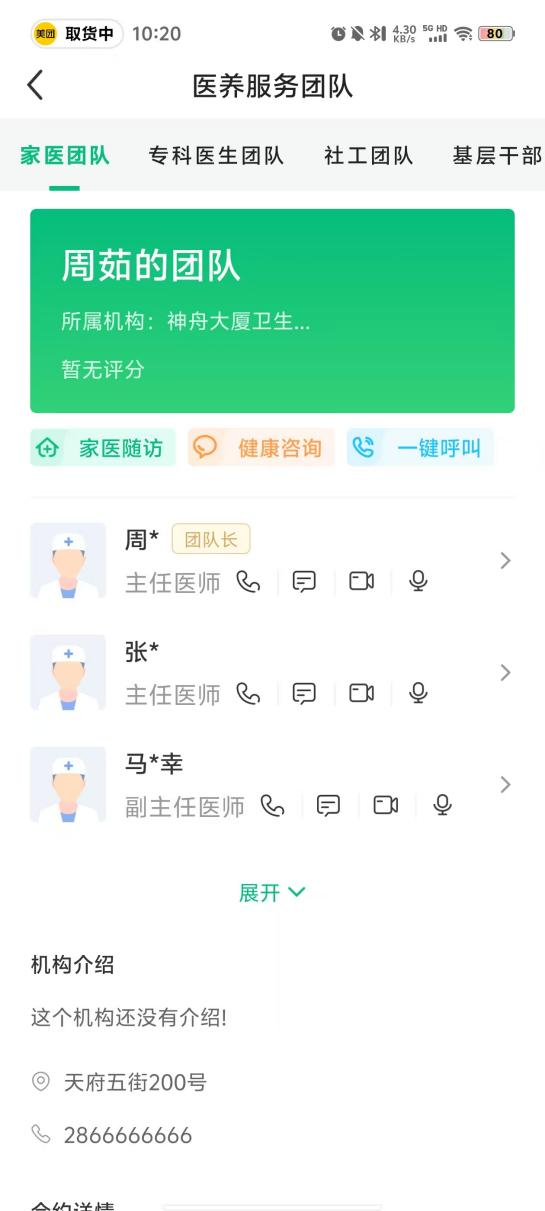 美团 取货中 10:20 4.30 KB/s 5G HD 80
医养服务团队
家医团队 专科医生团队 社工团队 基层干部
周茹的团队
所属机构：神舟大厦卫生...
暂无评分
家医随访 健康咨询 一键呼叫
周* 团队长
主任医师
张*
主任医师
马*幸
副主任医师
展开
机构介绍
这个机构还没有介绍!
天府五街200号
2866666666